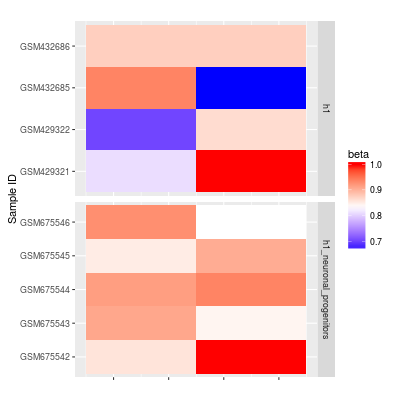 Sample ID
GSM432686
GSM432685
GSM429322
GSM429321
h1
GSM675546
GSM675545
GSM675544
GSM675543
GSM675542
h1_neuronal_progenitors
beta
1.0
0.9
0.8
0.7